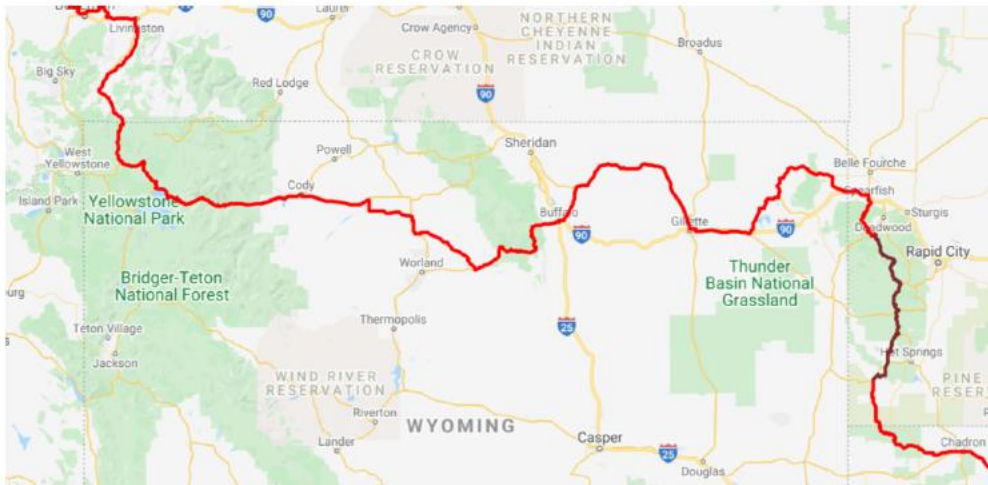 Livingston
Laurel
Crow Agency
NORTHERN
CHEYENNE
INDIAN
RESERVATION
Broadus
Big Sky
CROW
RESERVATION
Red Lodge
90
90
Sheridan
West
Yellowstone
Powell
Belle Fourche
Island Park
Yellowstone
National Park
Cody
Buffalo
Spearfish
Sturgis
Deadwood
Gillette
90
90
Rapid City
Worland
Bridger-Teton
National Forest
Thunder
Basin National
Grassland
Thermopolis
25
Teton Village
Jackson
Hot Springs
WIND RIVER
RESERVATION
PINE
RESERV
Riverton
WYOMING
Lander
Casper
Chadron
25
Douglas